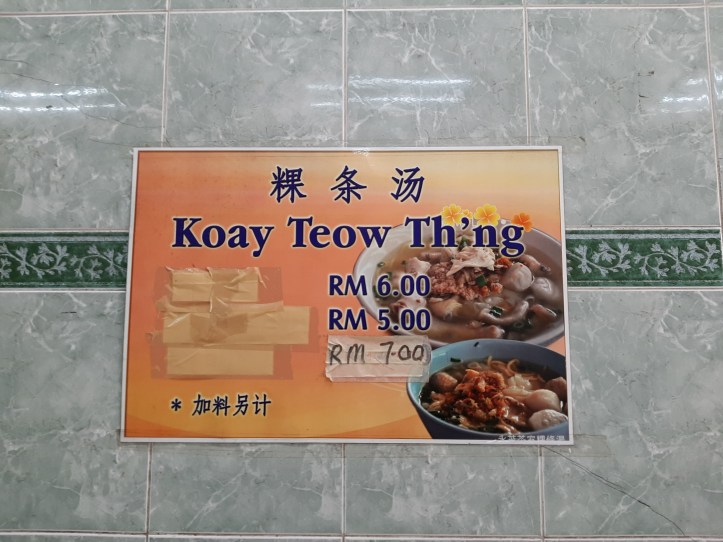 粿条汤
Koay Teow Th'ng
RM 6.00
RM 5.00
RM 7.00
* 加料另计